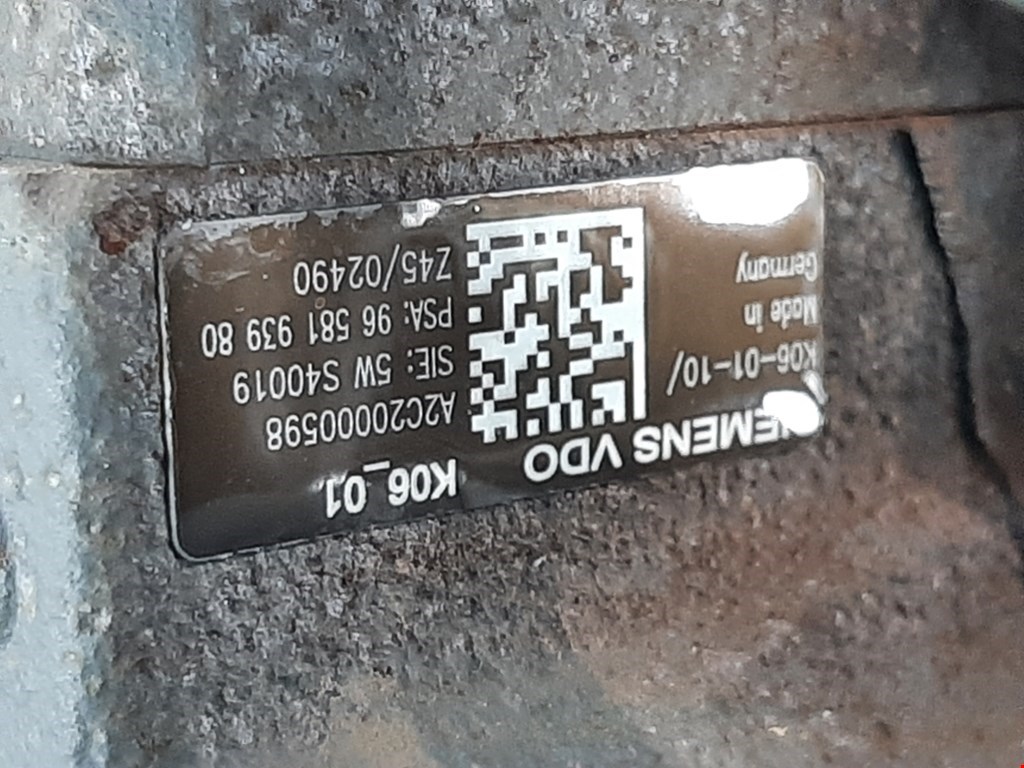 SIEMENS VDO
K06_01
K06-01-10/
Made in
Germany
A2C20000598
SIE: 5W S40019
PSA: 96 581 939 80
Z45/02490